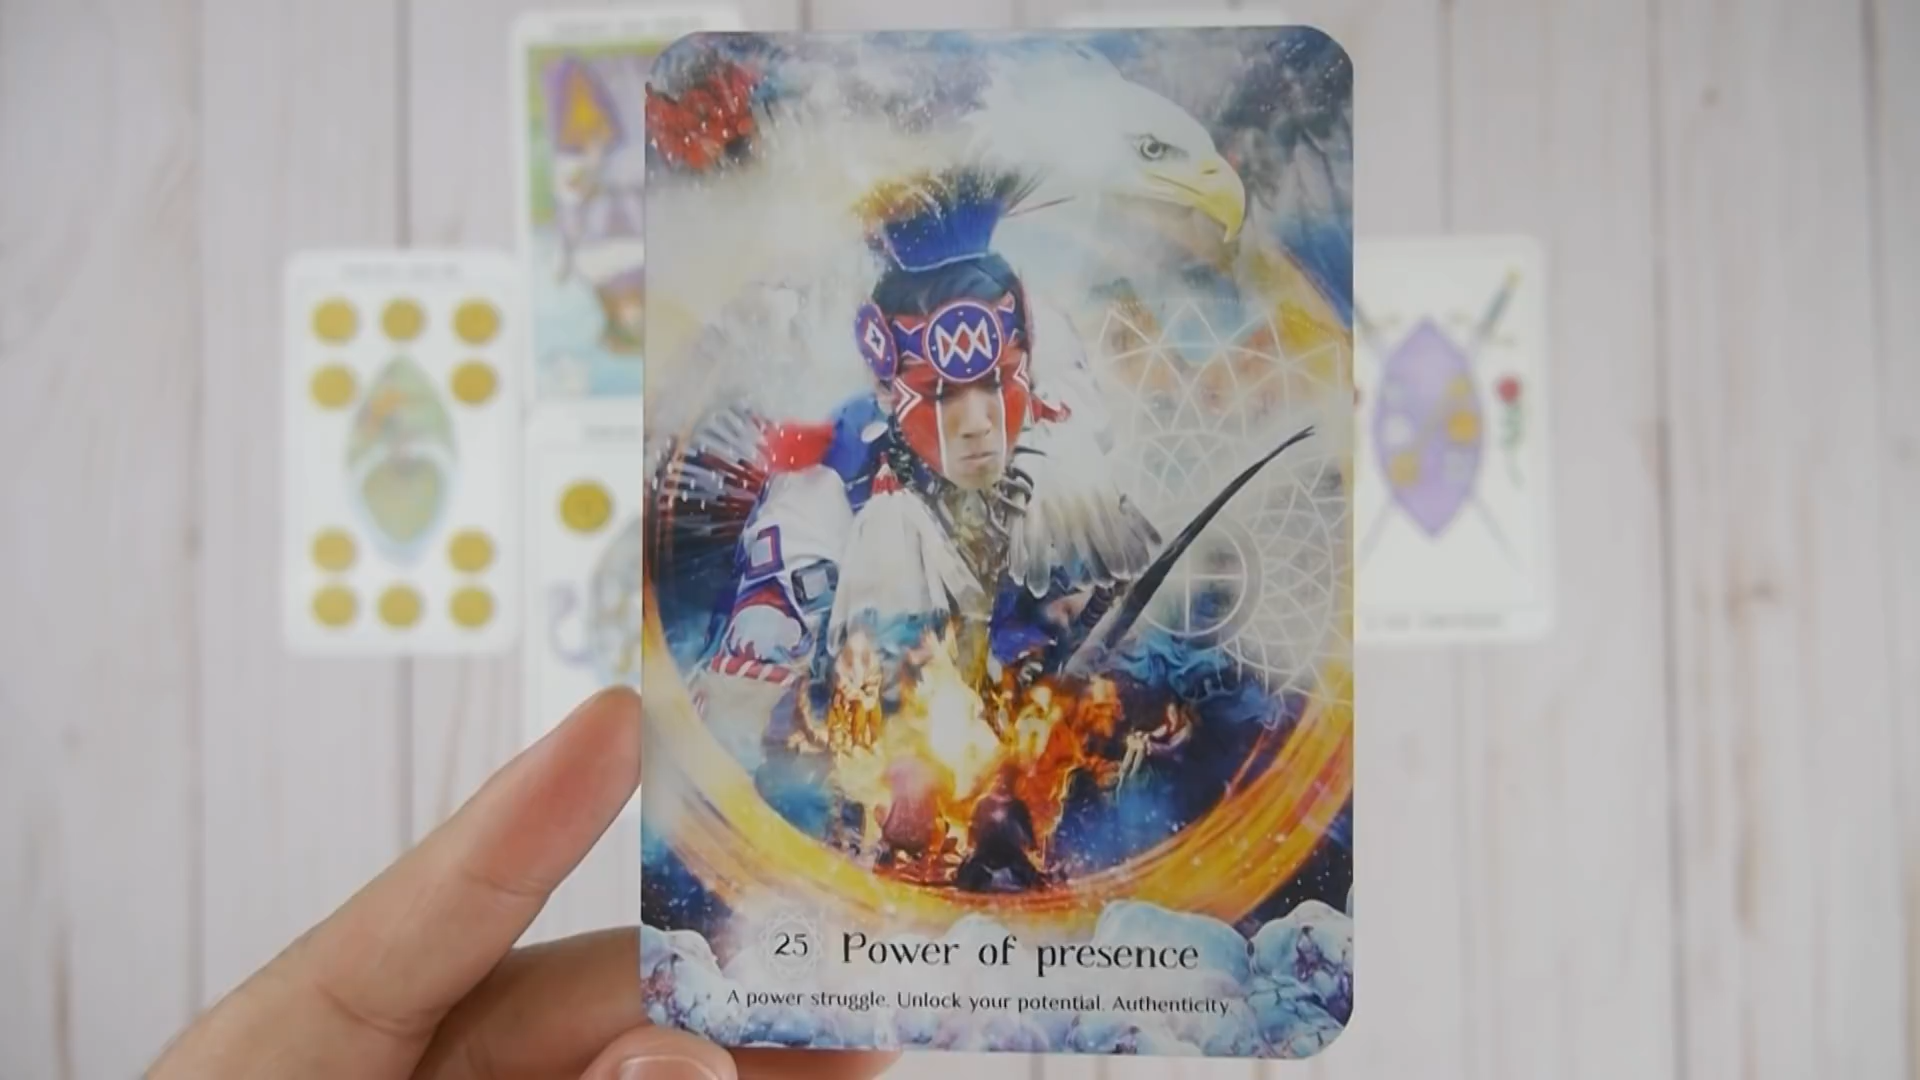 25 Power of presence
A power struggle. Unlock your potential. Authenticity.